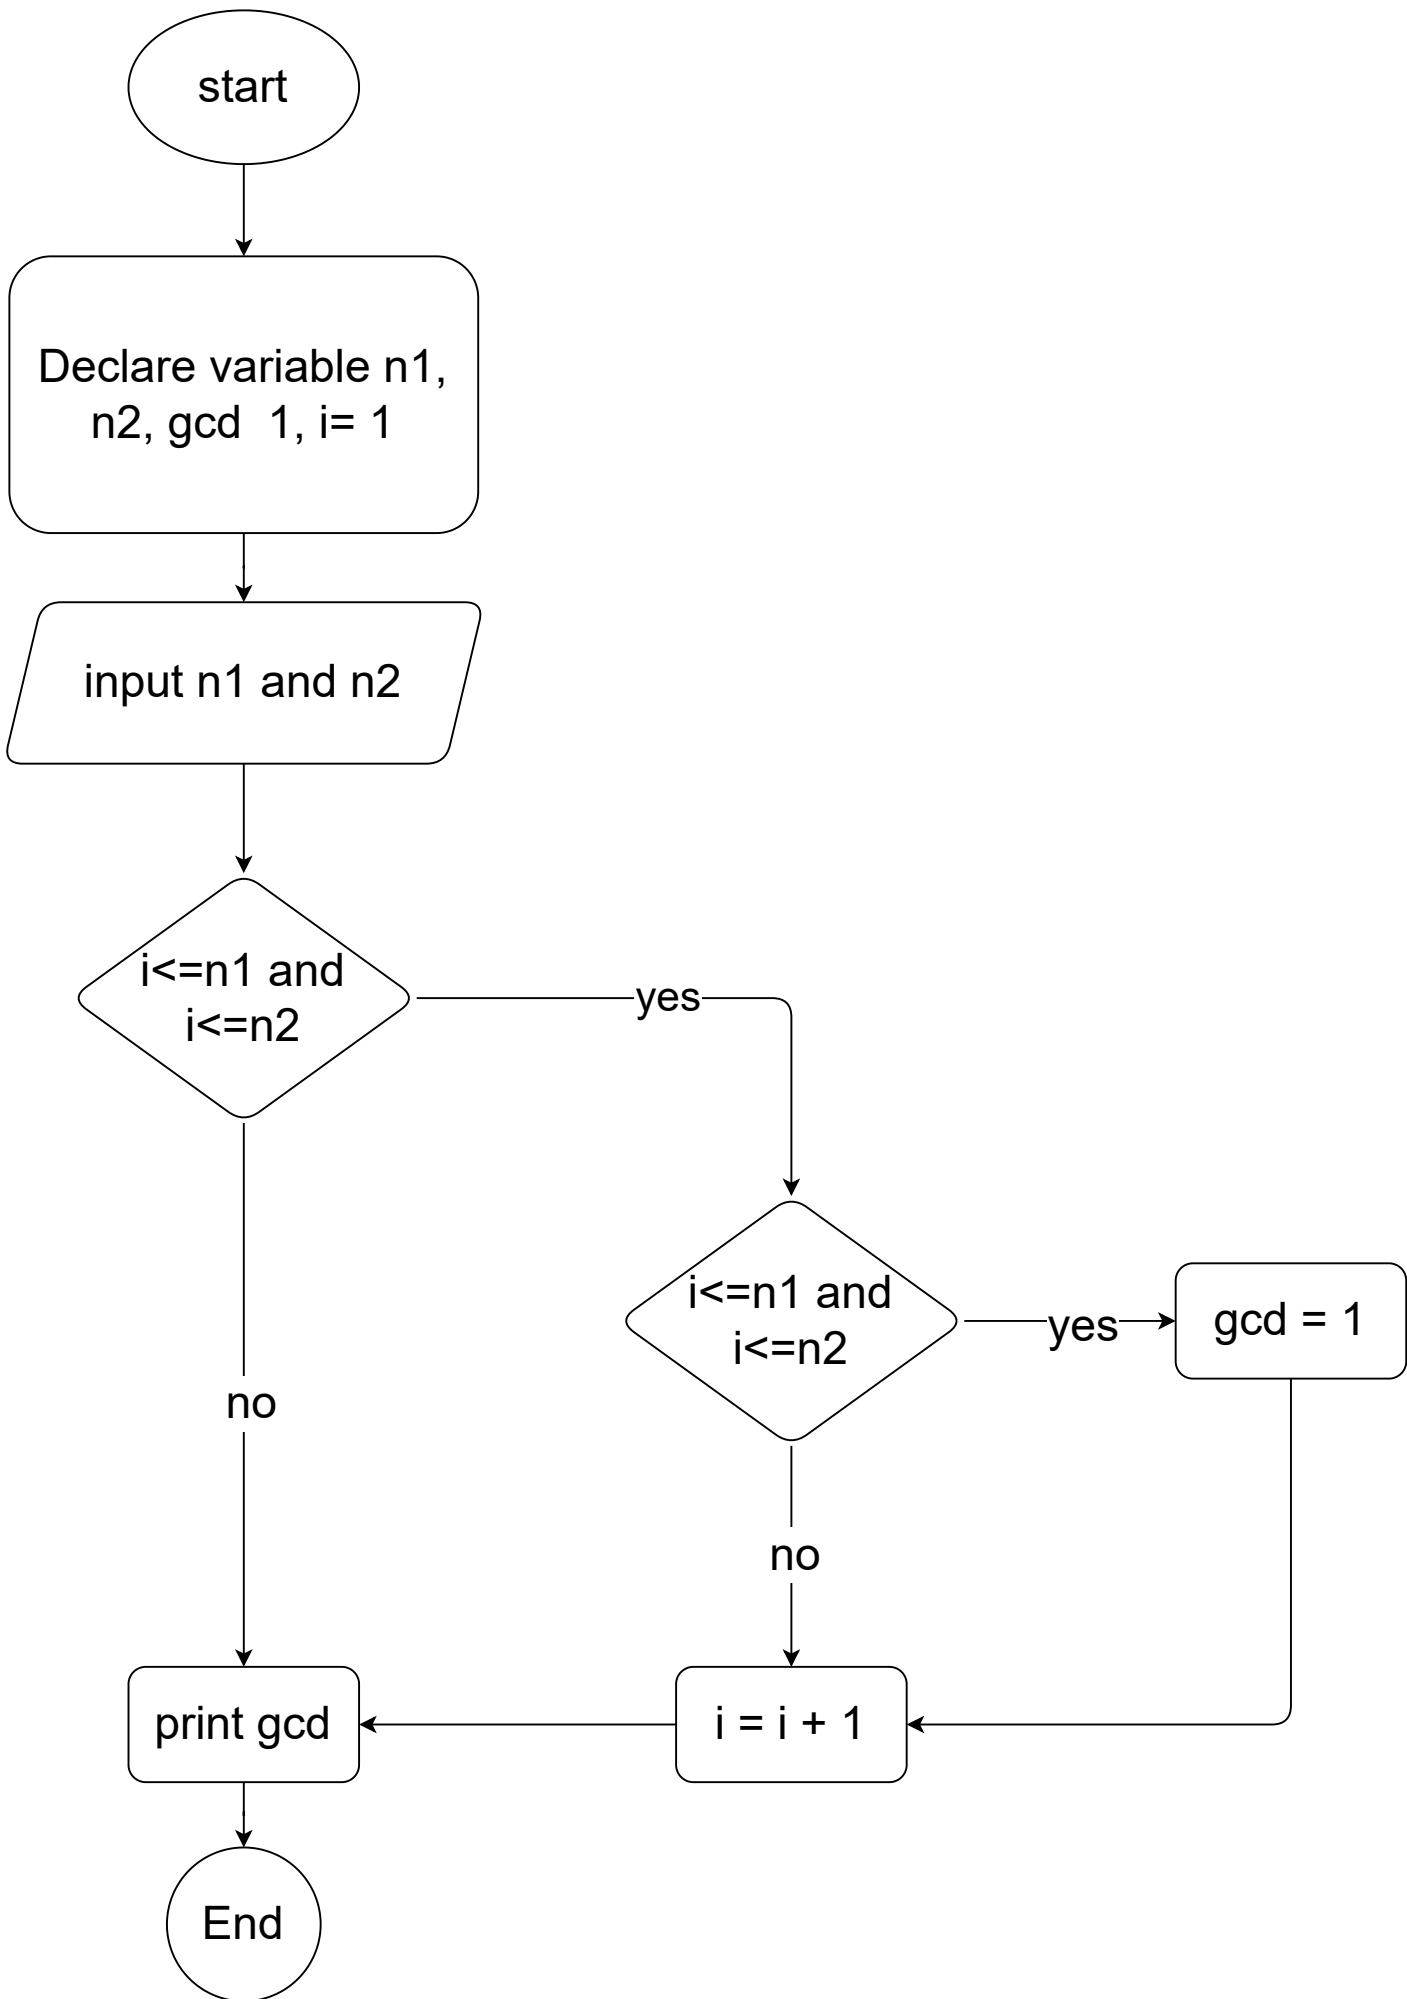 start
Declare variable n1,
n2, gcd  1, i= 1
input n1 and n2
i<=n1 and
i<=n2
yes
i<=n1 and
i<=n2
yes
gcd = 1
no
no
print gcd
i = i + 1
End